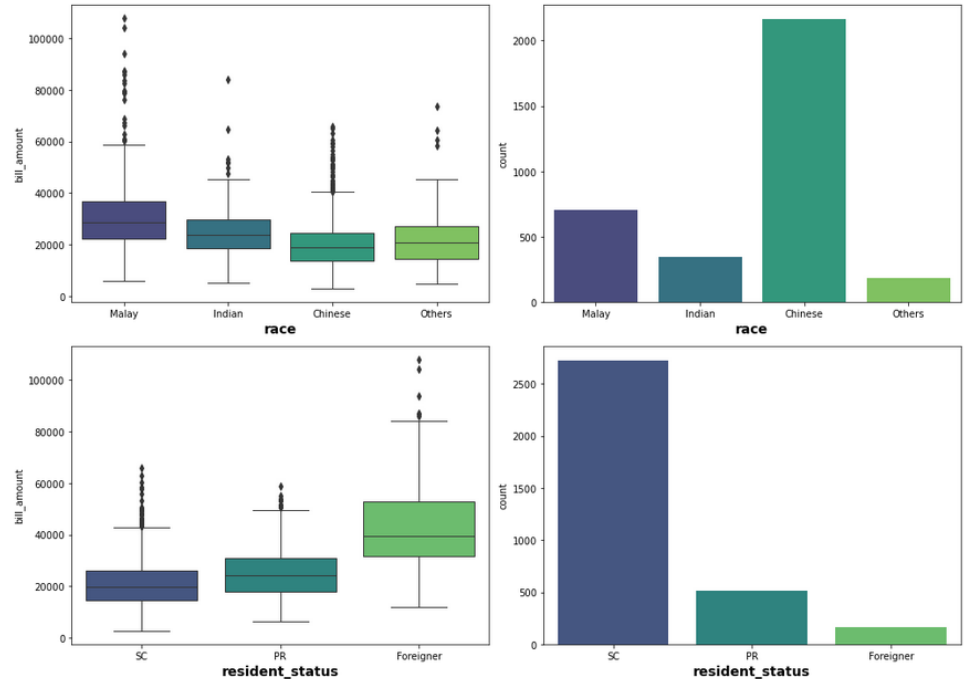 100000
80000
60000
40000
20000
0
bill_amount
Malay Indian Chinese Others
race
2000
1500
1000
500
0
count
Malay Indian Chinese Others
race
100000
80000
60000
40000
20000
0
bill_amount
SC PR Foreigner
resident_status
2500
2000
1500
1000
500
0
count
SC PR Foreigner
resident_status